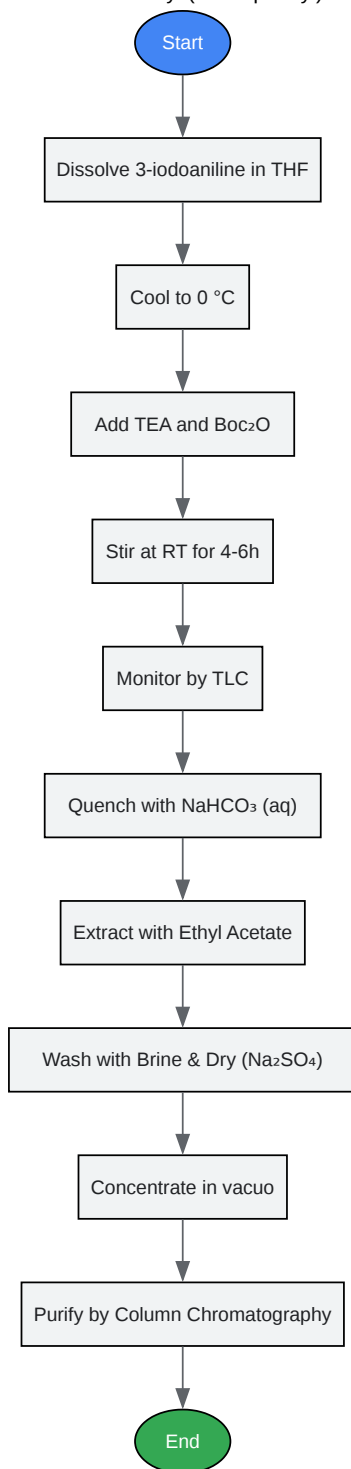 Start
Dissolve 3-iodoaniline in THF
Cool to 0 °C
Add TEA and Boc₂O
Stir at RT for 4-6h
Monitor by TLC
Quench with NaHCO₃ (aq)
Extract with Ethyl Acetate
Wash with Brine & Dry (Na₂SO₄)
Concentrate in vacuo
Purify by Column Chromatography
End